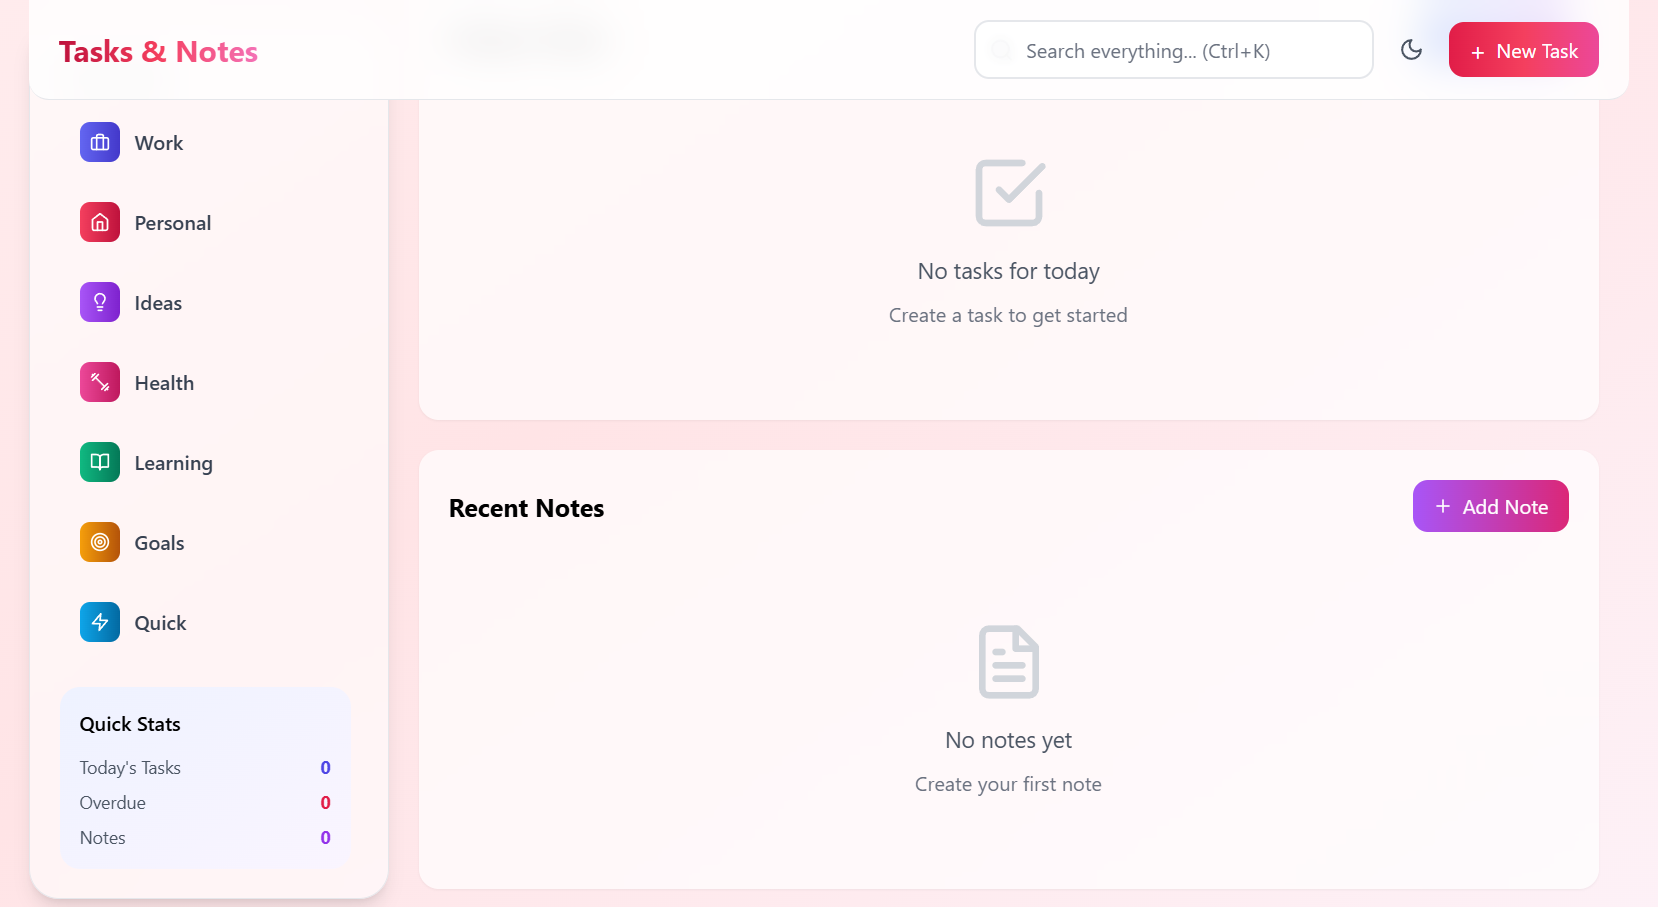 Tasks & Notes
Search everything... (Ctrl+K)
+ New Task
Work
Personal
Ideas
Health
Learning
Goals
Quick
Quick Stats
Today's Tasks 0
Overdue 0
Notes 0
No tasks for today
Create a task to get started
Recent Notes
+ Add Note
No notes yet
Create your first note